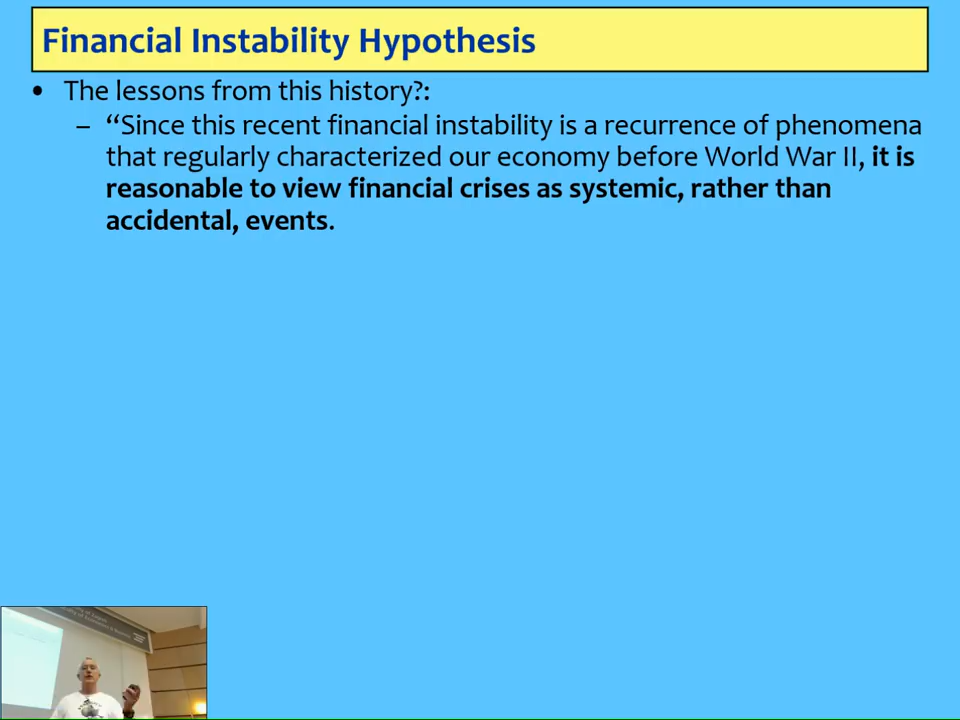 Financial Instability Hypothesis
• The lessons from this history?:
– “Since this recent financial instability is a recurrence of phenomena
that regularly characterized our economy before World War II, it is
reasonable to view financial crises as systemic, rather than
accidental, events.